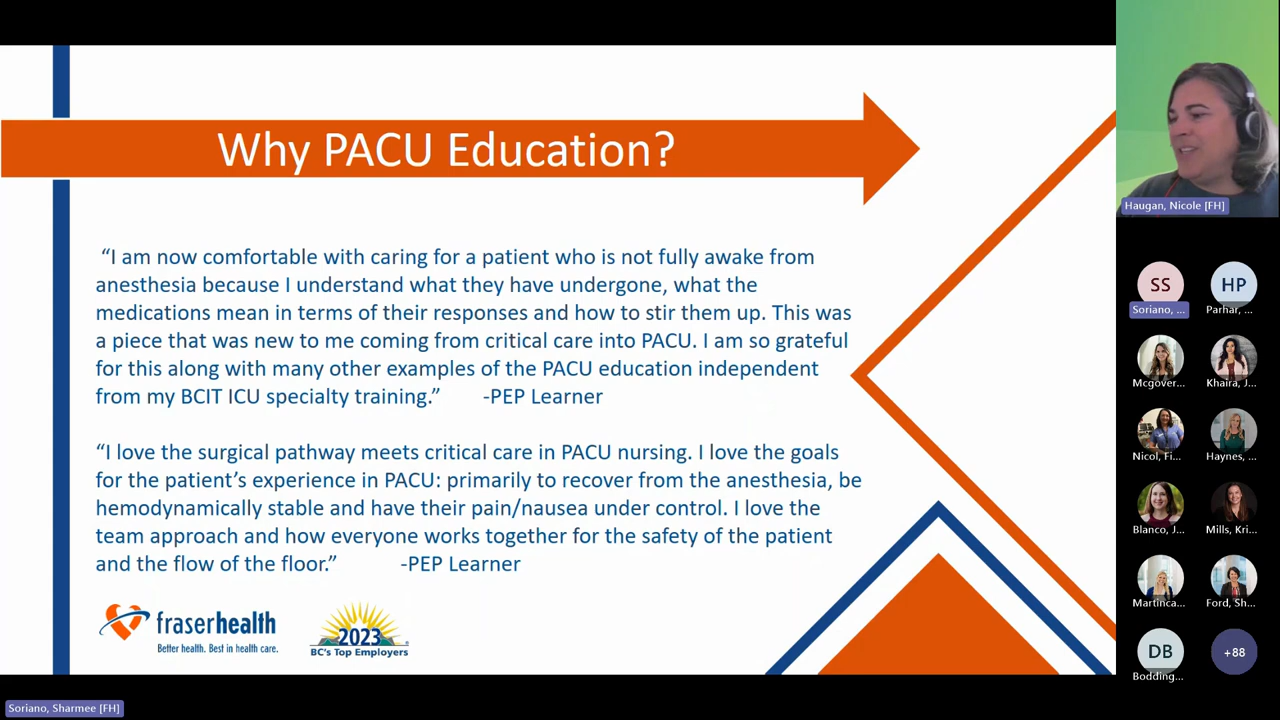 Why PACU Education?
“I am now comfortable with caring for a patient who is not fully awake from
anesthesia because I understand what they have undergone, what the
medications mean in terms of their responses and how to stir them up. This was
a piece that was new to me coming from critical care into PACU. I am so grateful
for this along with many other examples of the PACU education independent
from my BCIT ICU specialty training.” -PEP Learner
“I love the surgical pathway meets critical care in PACU nursing. I love the goals
for the patient’s experience in PACU: primarily to recover from the anesthesia, be
hemodynamically stable and have their pain/nausea under control. I love the
team approach and how everyone works together for the safety of the patient
and the flow of the floor.” -PEP Learner
fraserhealth
Better health. Best in health care.
2023
BC's Top Employers
Haugan, Nicole [FH]
SS HP
Soriano, ... Parhar, ...
Mcgover... Khaira, J...
Nicol, Fi... Haynes, ...
Blanco, J... Mills, Kri...
Martinca... Ford, Sh...
DB +88
Bodding...
Soriano, Sharmee [FH]